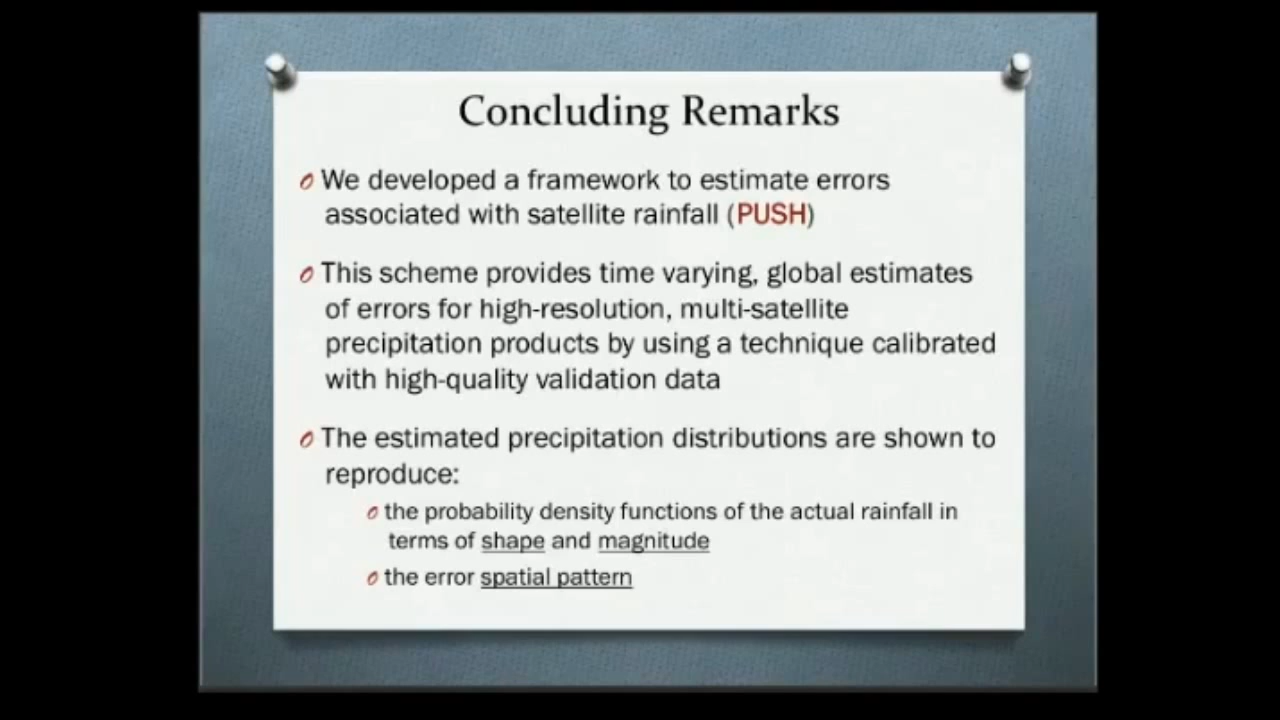 Concluding Remarks
We developed a framework to estimate errors
associated with satellite rainfall (PUSH)
This scheme provides time varying, global estimates
of errors for high-resolution, multi-satellite
precipitation products by using a technique calibrated
with high-quality validation data
The estimated precipitation distributions are shown to
reproduce:
the probability density functions of the actual rainfall in
terms of shape and magnitude
the error spatial pattern